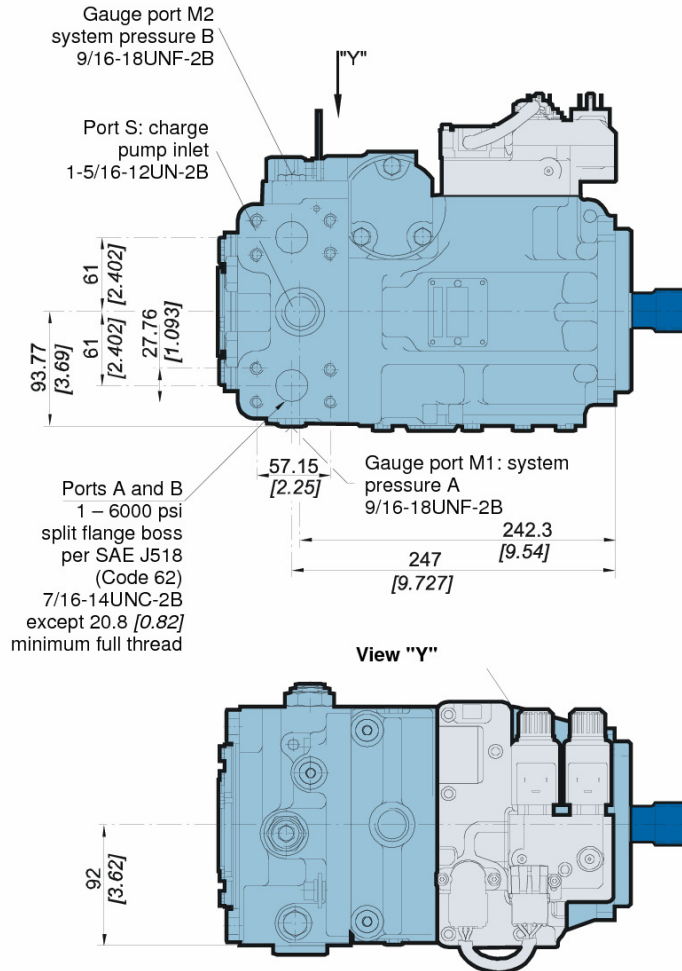 Gauge port M2
system pressure B
9/16-18UNF-2B
"Y"
Port S: charge
pump inlet
1-5/16-12UN-2B
61
[2.402]
61
[2.402]
27.76
[1.093]
93.77
[3.69]
57.15
[2.25]
Gauge port M1: system
pressure A
9/16-18UNF-2B
242.3
[9.54]
247
[9.727]
Ports A and B
1 – 6000 psi
split flange boss
per SAE J518
(Code 62)
7/16-14UNC-2B
except 20.8 [0.82]
minimum full thread
View "Y"
92
[3.62]